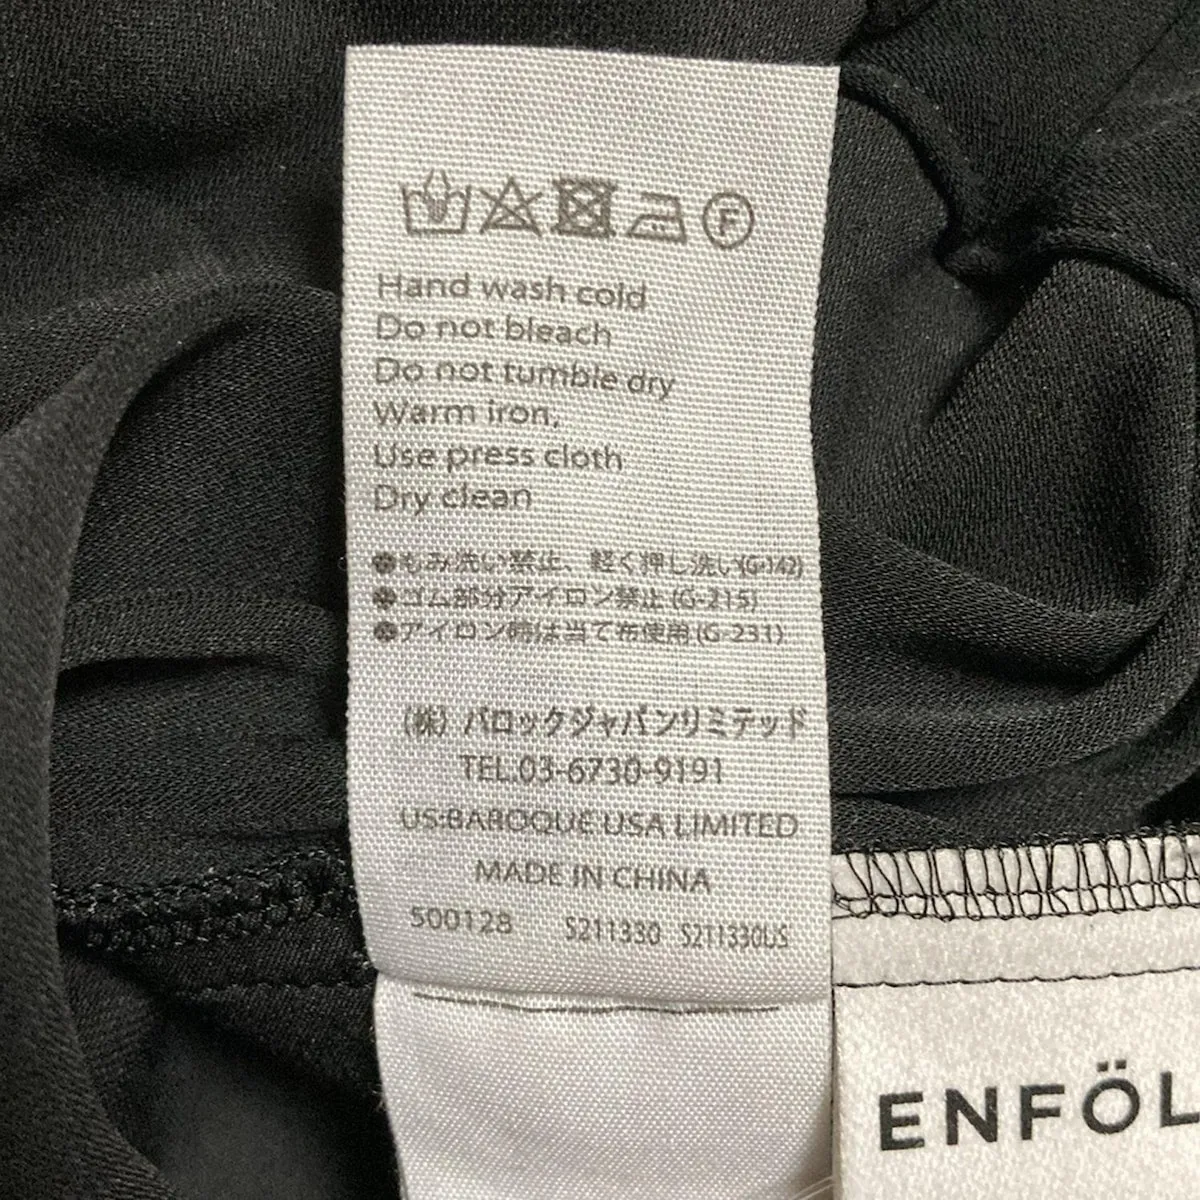 F
Hand wash cold
Do not bleach
Do not tumble dry
Warm iron,
Use press cloth
Dry clean
●もみ洗い禁止、軽く押し洗い(G-142)
●ゴム部分アイロン禁止(G-215)
●アイロン時は当て布使用(G-231)
(株) バロックジャパンリミテッド
TEL.03-6730-9191
US:BAROQUE USA LIMITED
MADE IN CHINA
500128 S211330 S211330US
ENFÖL